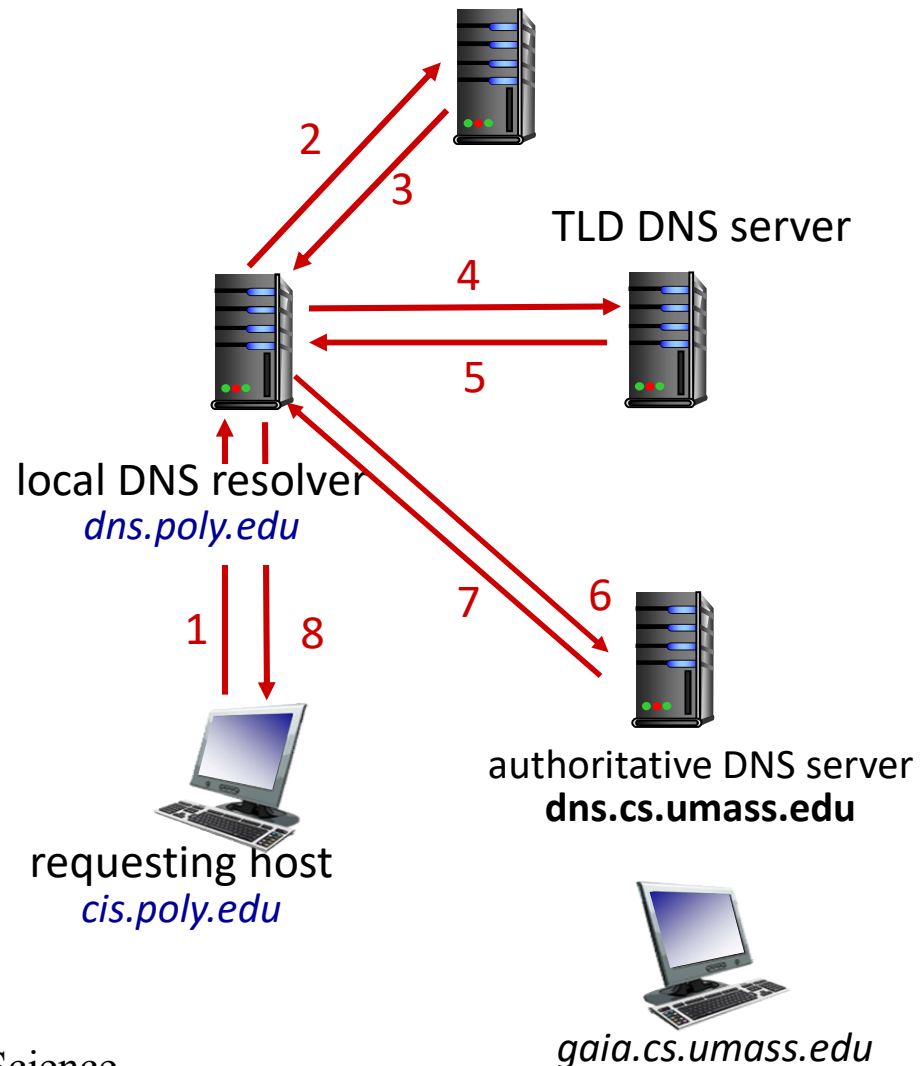 2
3
TLD DNS server
4
5
local DNS resolver
dns.poly.edu
6
7
1
8
authoritative DNS server
dns.cs.umass.edu
requesting host
cis.poly.edu
Science
gaia.cs.umass.edu